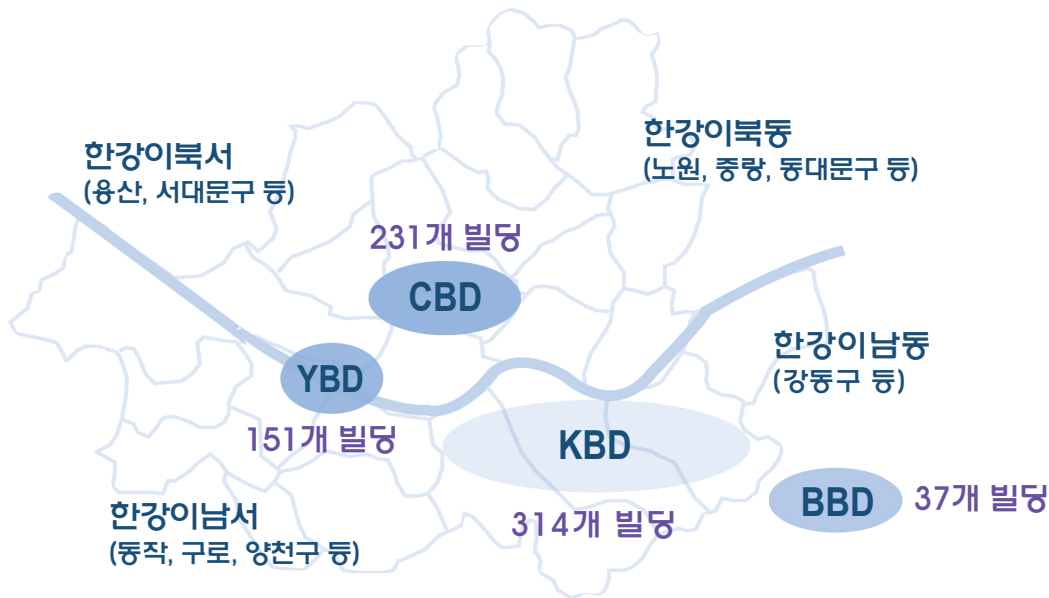 한강이북서
(용산, 서대문구 등)
한강이북동
(노원, 중랑, 동대문구 등)
231개 빌딩
CBD
YBD
151개 빌딩
한강이남동
(강동구 등)
KBD
314개 빌딩
BBD
37개 빌딩
한강이남서
(동작, 구로, 양천구 등)